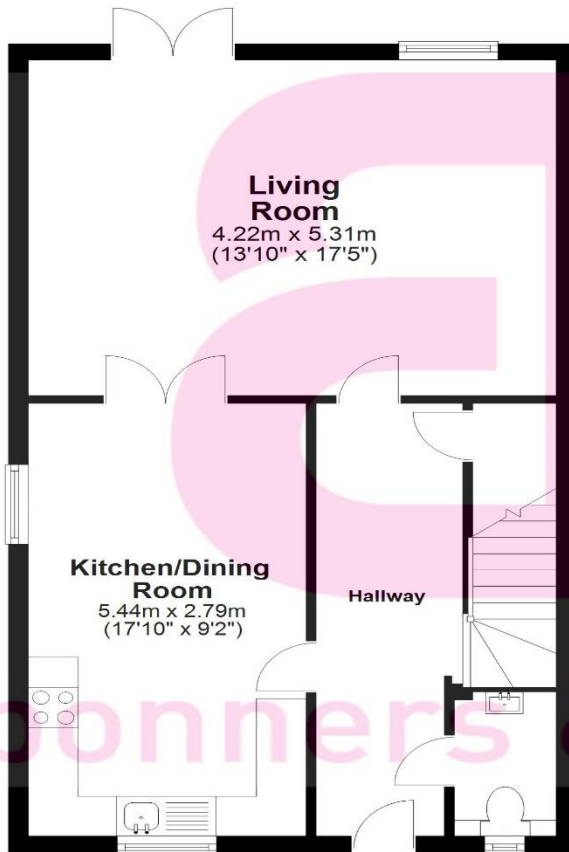 Living
Room
4.22m x 5.31m
(13'10" x 17'5")
Kitchen/Dining
Room
5.44m x 2.79m
(17'10" x 9'2")
Hallway
onners